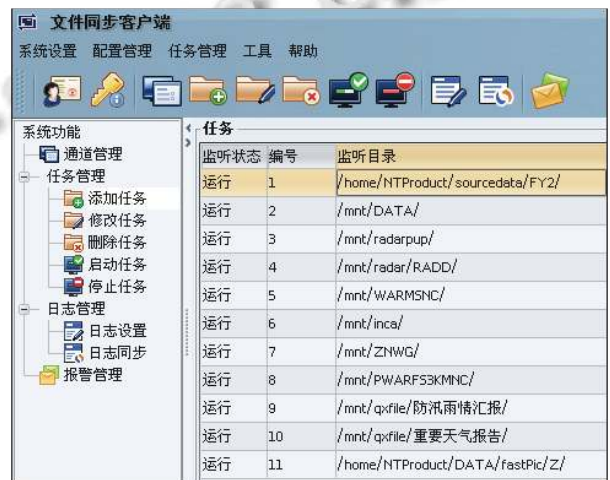 文件同步客户端
系统设置 配置管理 任务管理 工具 帮助
系统功能
通道管理
任务管理
添加任务
修改任务
删除任务
启动任务
停止任务
日志管理
日志设置
日志同步
报警管理
任务
监听状态 编号 监听目录
运行 1 /home/NTProduct/sourcedata/FY2/
运行 2 /mnt/DATA/
运行 3 /mnt/radarpup/
运行 4 /mnt/radar/RADD/
运行 5 /mnt/WARMSNC/
运行 6 /mnt/inca/
运行 7 /mnt/ZNWG/
运行 8 /mnt/PWARFS3KMNC/
运行 9 /mnt/qxfile/防汛雨情汇报/
运行 10 /mnt/qxfile/重要天气报告/
运行 11 /home/NTProduct/DATA/fastPic/Z/